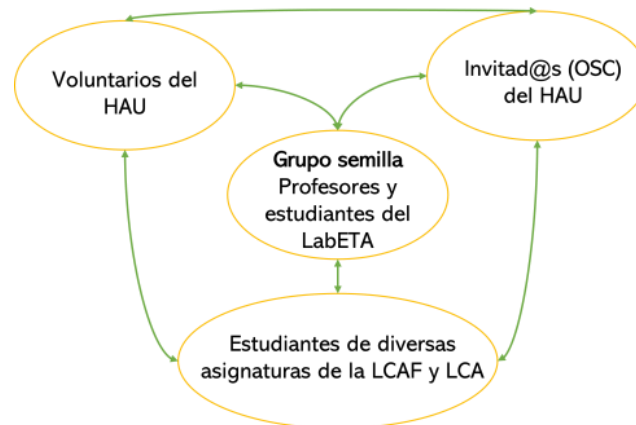 Voluntarios del
HAU
Invitad@s (OSC)
del HAU
Grupo semilla
Profesores y
estudiantes del
LabETA
Estudiantes de diversas
asignaturas de la LCAF y LCA